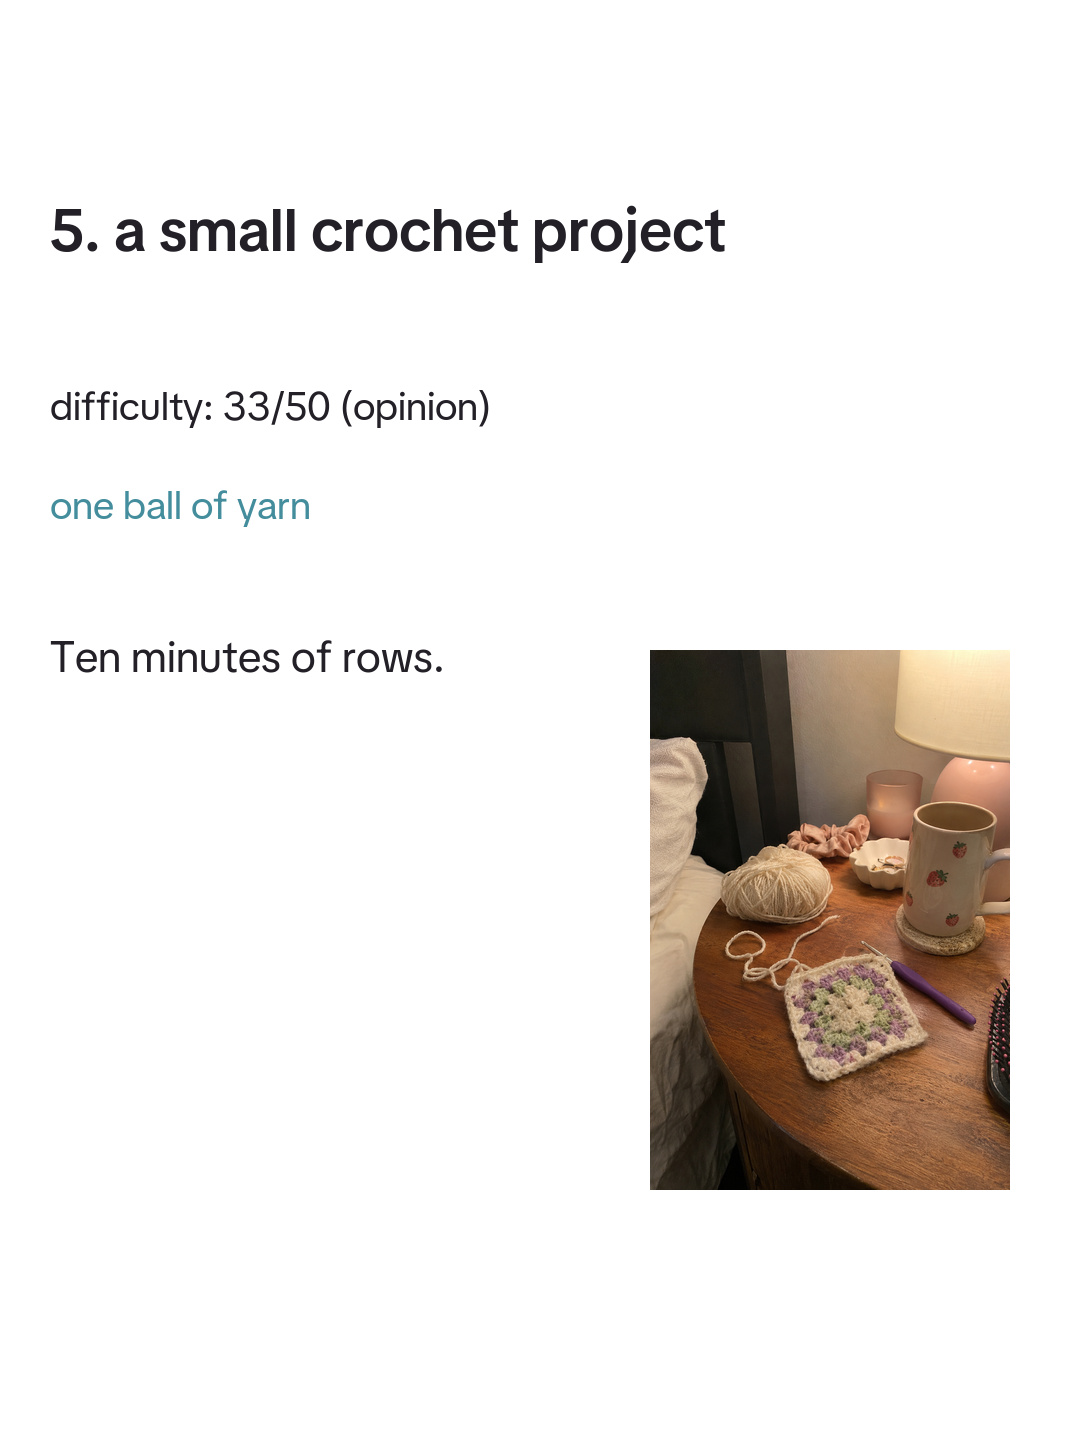 5. a small crochet project
difficulty: 33/50 (opinion)
one ball of yarn
Ten minutes of rows.